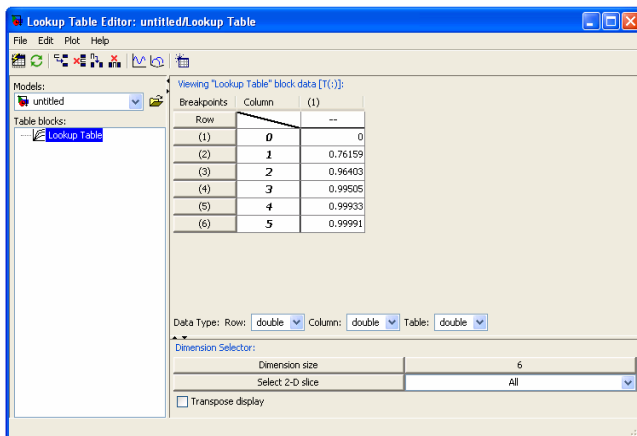 Lookup Table Editor: untitled/Lookup Table
File Edit Plot Help
Models:
untitled
Table blocks:
Lookup Table
Viewing "Lookup Table" block data [T(:)]:
Breakpoints Column (1)
Row --
(1) 0 0
(2) 1 0.76159
(3) 2 0.96403
(4) 3 0.99505
(5) 4 0.99933
(6) 5 0.99991
Data Type: Row: double Column: double Table: double
Dimension Selector:
Dimension size 6
Select 2-D slice All
Transpose display